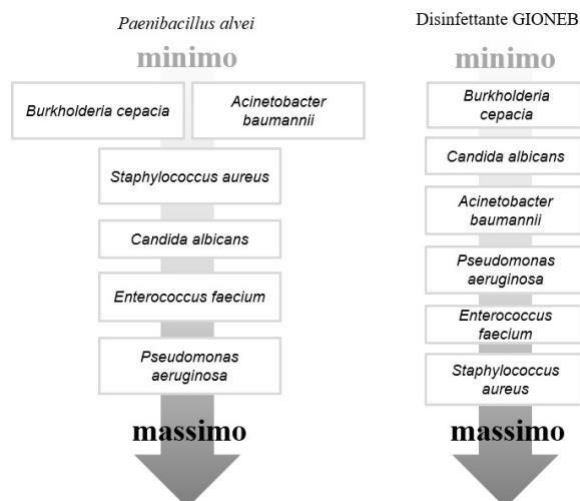 Paenibacillus alvei
minimo
Burkholderia cepacia
Acinetobacter
baumannii
Staphylococcus aureus
Candida albicans
Enterococcus faecium
Pseudomonas
aeruginosa
massimo
Disinfettante GIONEB
minimo
Burkholderia
cepacia
Candida albicans
Acinetobacter
baumannii
Pseudomonas
aeruginosa
Enterococcus
faecium
Staphylococcus
aureus
massimo